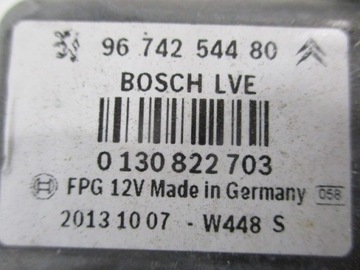 96 742 544 80
BOSCH LVE
0 130 822 703
FPG 12V Made in Germany 058
2013 10 07 - W448 S